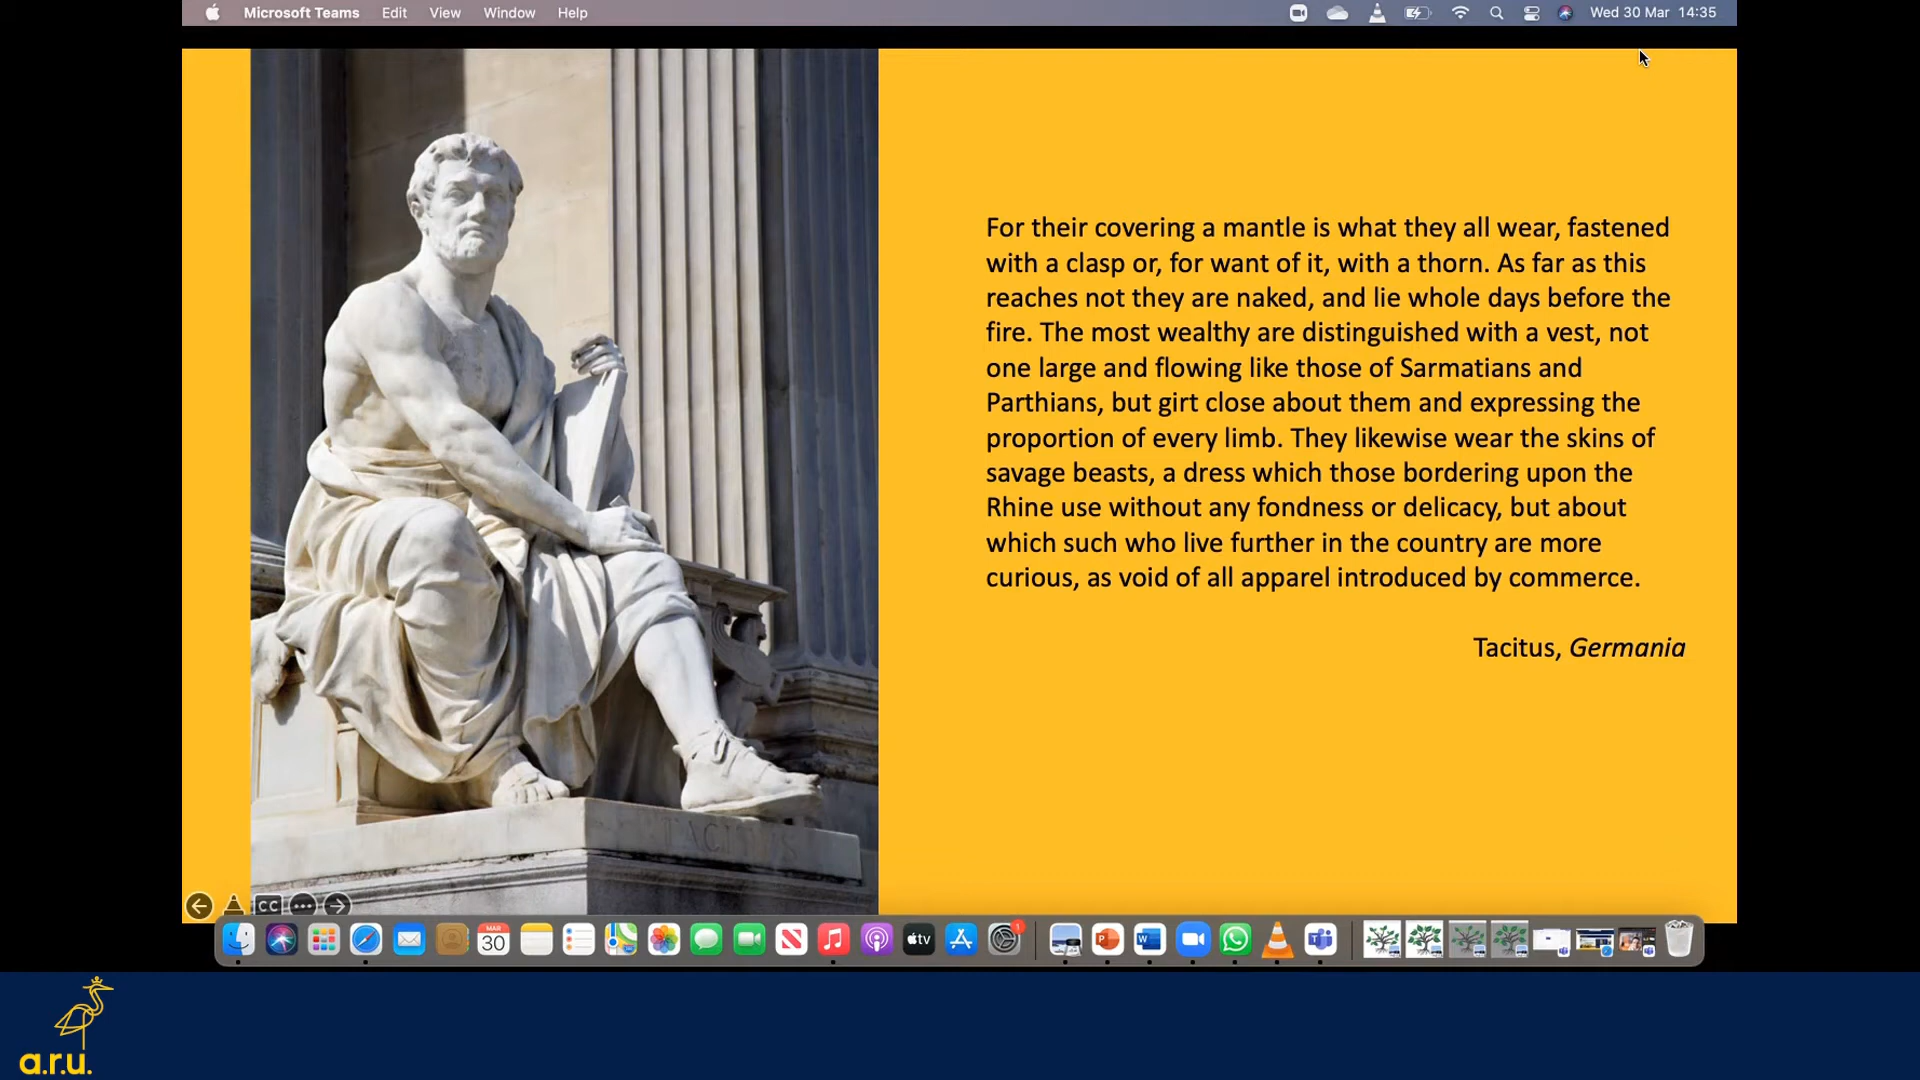 Microsoft Teams Edit View Window Help
Wed 30 Mar 14:35
For their covering a mantle is what they all wear, fastened
with a clasp or, for want of it, with a thorn. As far as this
reaches not they are naked, and lie whole days before the
fire. The most wealthy are distinguished with a vest, not
one large and flowing like those of Sarmatians and
Parthians, but girt close about them and expressing the
proportion of every limb. They likewise wear the skins of
savage beasts, a dress which those bordering upon the
Rhine use without any fondness or delicacy, but about
which such who live further in the country are more
curious, as void of all apparel introduced by commerce.
Tacitus, Germania
TACITVS
CC
MAR
30
tv
1
P
W
T
a.r.u.